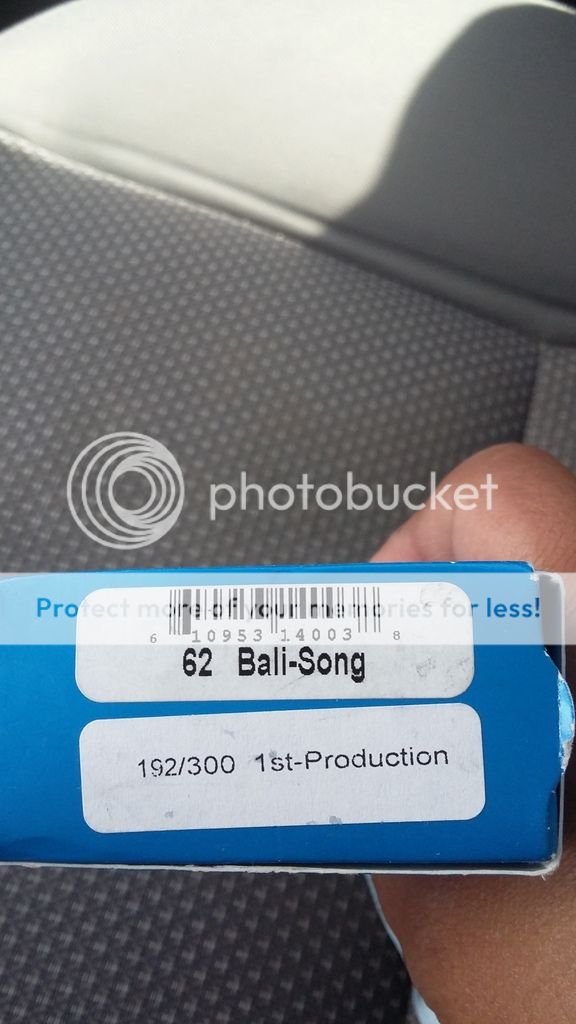 photobucket
Protect more of your memories for less!
6 10953 14003 8
62 Bali-Song
192/300 1st-Production